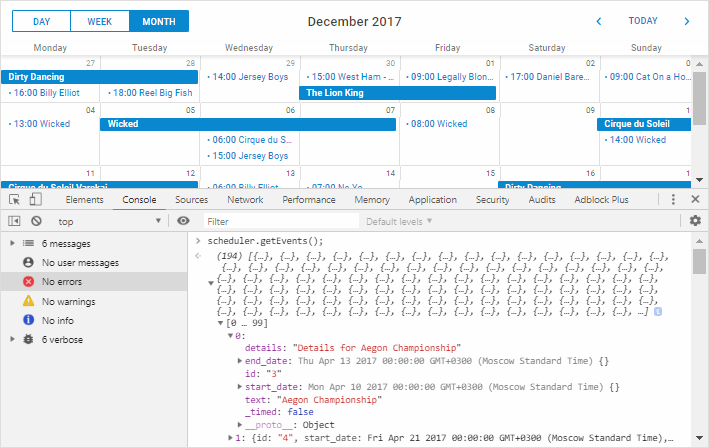 DAY WEEK MONTH December 2017 TODAY
Monday Tuesday Wednesday Thursday Friday Saturday Sunday
27 28 29 30 01 02
Dirty Dancing • 14:00 Jersey Boys • 15:00 West Ham - ... • 09:00 Legally Blon... • 17:00 Daniel Bare... • 09:00 Cat On a Ho...
• 16:00 Billy Elliot • 18:00 Reel Big Fish The Lion King
04 05 06 07 08 09
• 13:00 Wicked Wicked • 08:00 Wicked Cirque du Soleil
• 06:00 Cirque du S... • 14:00 Wicked
• 15:00 Jersey Boys
11 12 13 14 15 16
Cirque du Soleil Varekai • 06:00 Billy Elliot Dirty Dancing
Elements Console Sources Network Performance Memory Application Security Audits Adblock Plus
top Filter Default levels
6 messages
No user messages
No errors
No warnings
No info
6 verbose
scheduler.getEvents();
(194) [{…}, {…}, {…}, {…}, {…}, {…}, {…}, {…}, {…}, {…}, {…}, {…}, {…}, {…}, {…},
{…}, {…}, {…}, {…}, {…}, {…}, {…}, {…}, {…}, {…}, {…}, {…}, {…}, {…}, {…}, {…},
{…}, {…}, {…}, {…}, {…}, {…}, {…}, {…}, {…}, {…}, {…}, {…}, {…}, {…}, {…}, {…}, {…},
{…}, {…}, {…}, {…}, {…}, {…}, {…}, {…}, {…}, {…}, {…}, {…}, {…}, {…}, {…}, {…}, {…},
{…}, {…}, {…}, {…}, {…}, {…}, {…}, {…}, {…}, {…}, {…}, {…}, {…}, {…}, {…}, {…}, {…},
{…}, {…}, {…}, {…}, {…}, {…}, {…}, {…}, {…}, {…}, {…}, {…}, {…}, {…}, {…}, …] i
[0 … 99]
0:
details: "Details for Aegon Championship"
end_date: Thu Apr 13 2017 00:00:00 GMT+0300 (Moscow Standard Time) {}
id: "3"
start_date: Mon Apr 10 2017 00:00:00 GMT+0300 (Moscow Standard Time) {}
text: "Aegon Championship"
_timed: false
__proto__: Object
1: {id: "4", start_date: Fri Apr 21 2017 00:00:00 GMT+0300 (Moscow Standard Time),…